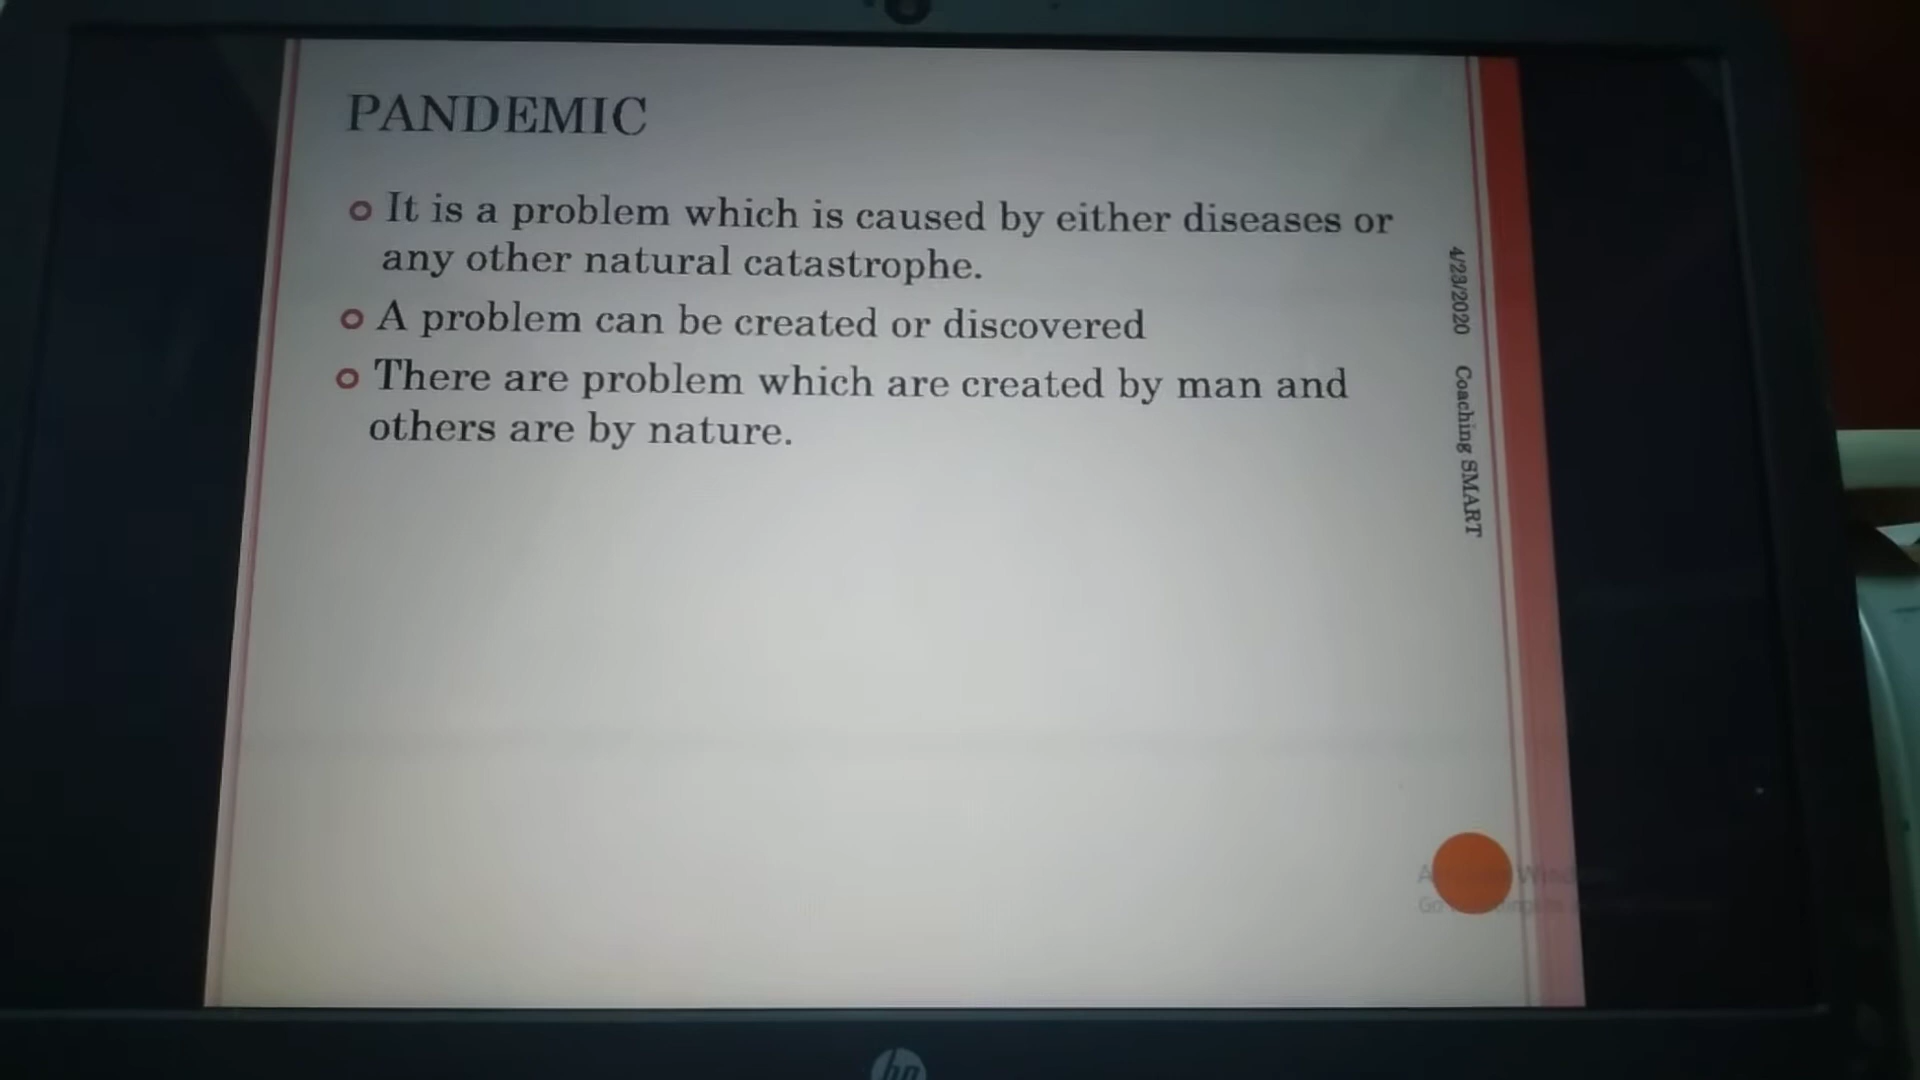 PANDEMIC
It is a problem which is caused by either diseases or
any other natural catastrophe.
A problem can be created or discovered
There are problem which are created by man and
others are by nature.
4/23/2020
Coaching SMART
hp